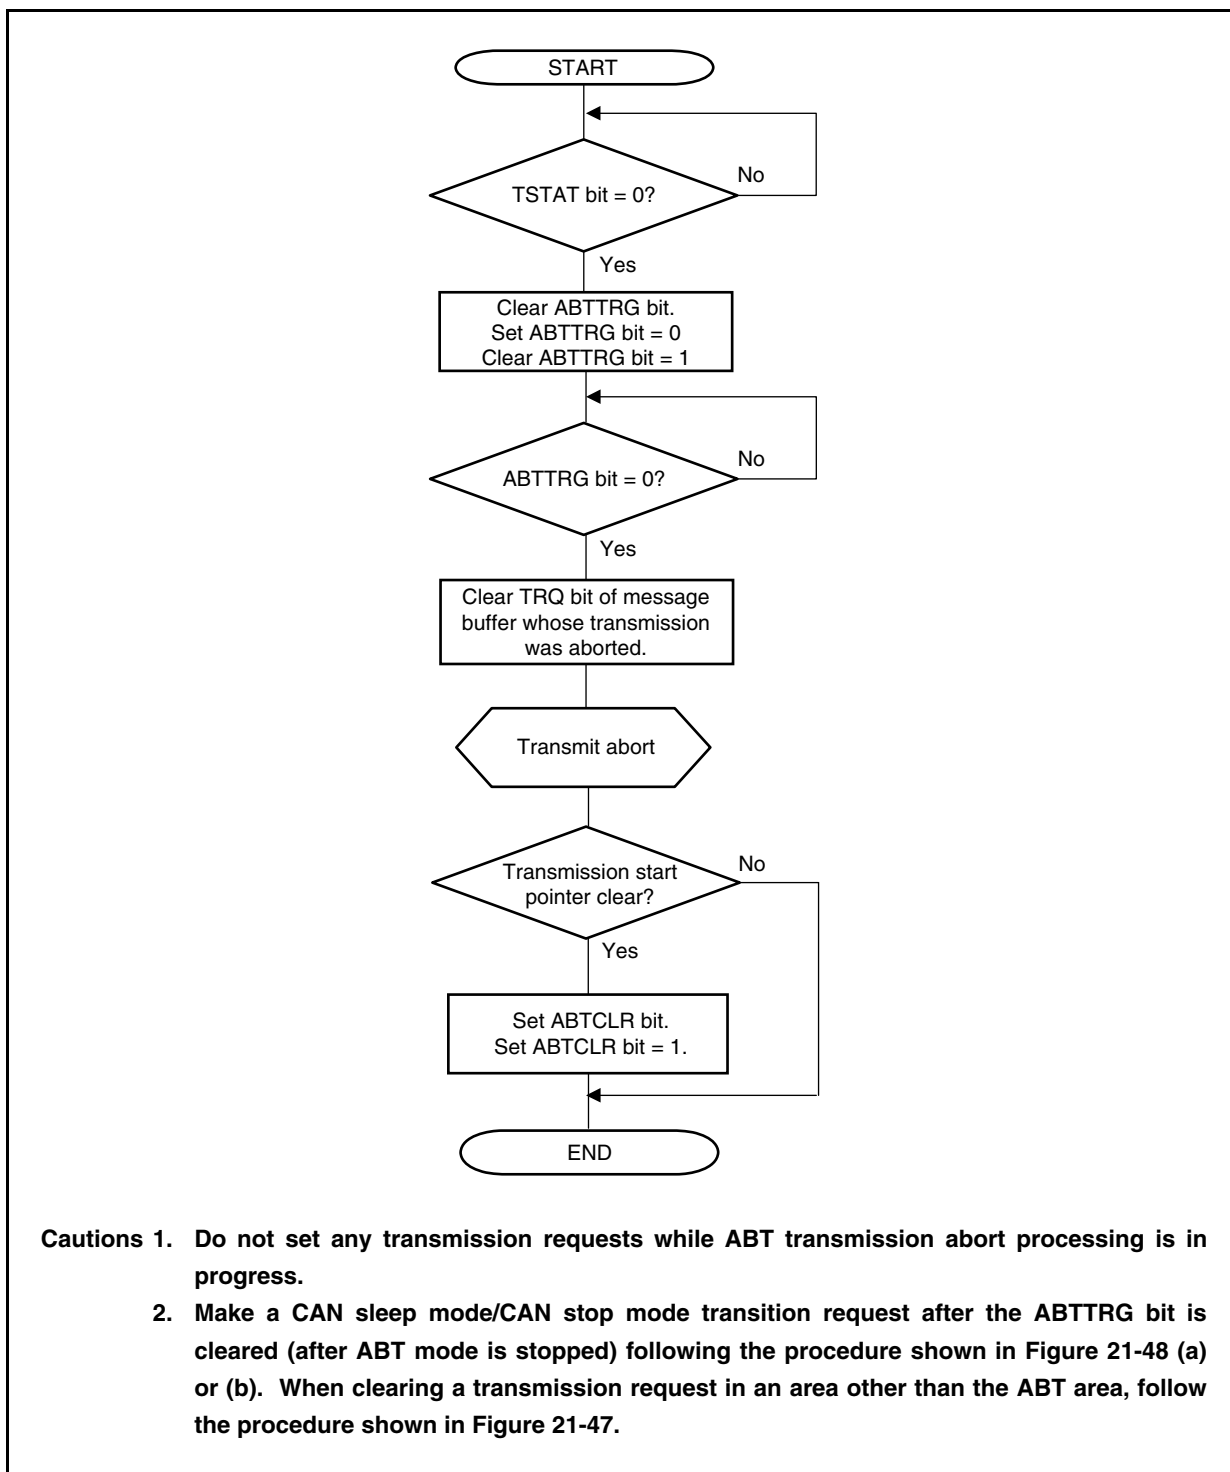 START
TSTAT bit = 0?
No
Yes
Clear ABTTRG bit.
Set ABTTRG bit = 0
Clear ABTTRG bit = 1
ABTTRG bit = 0?
No
Yes
Clear TRQ bit of message
buffer whose transmission
was aborted.
Transmit abort
Transmission start
pointer clear?
No
Yes
Set ABTCLR bit.
Set ABTCLR bit = 1.
END
Cautions 1. Do not set any transmission requests while ABT transmission abort processing is in
progress.
2. Make a CAN sleep mode/CAN stop mode transition request after the ABTTRG bit is
cleared (after ABT mode is stopped) following the procedure shown in Figure 21-48 (a)
or (b). When clearing a transmission request in an area other than the ABT area, follow
the procedure shown in Figure 21-47.